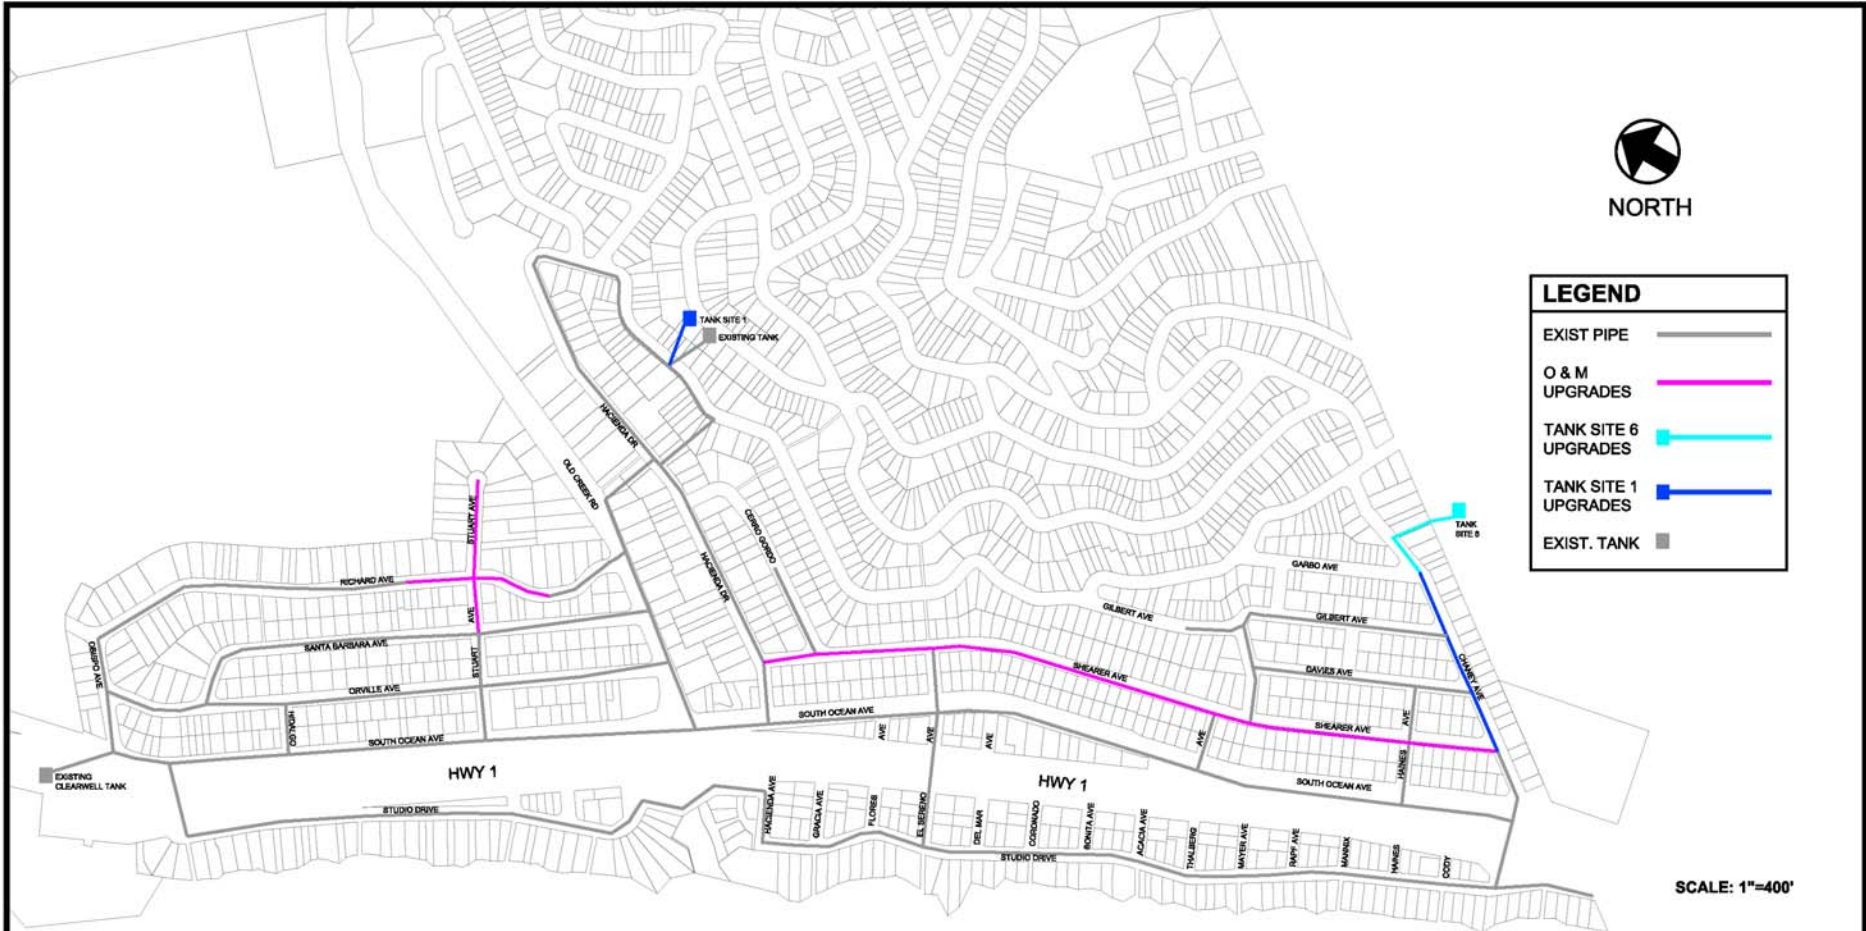 NORTH
LEGEND
EXIST PIPE
O & M
UPGRADES
TANK SITE 6
UPGRADES
TANK SITE 1
UPGRADES
EXIST. TANK
TANK SITE 1
EXISTING TANK
HACIENDA DR
OLD CREEK RD
STUART AVE
CERRO GORDO
HACIENDA DR
TANK
SITE 6
GARBO AVE
RICHARD AVE
AVE
STUART
GILBERT AVE
GILBERT AVE
SANTA BARBARA AVE
ORVILLE AVE
SHEARER AVE
DAVIES AVE
CHANEY AVE
HIDALGO
SOUTH OCEAN AVE
SOUTH OCEAN AVE
AVE
AVE
AVE
AVE
SHEARER AVE
AVE
HAINES
EXISTING
CLEARWELL TANK
HWY 1
HWY 1
SOUTH OCEAN AVE
STUDIO DRIVE
HACIENDA AVE
GRACIA AVE
FLORES
EL SERENO
DEL MAR
CORONADO
BONITA AVE
ACACIA AVE
THALBERG
MAYER AVE
RAPF AVE
MANNIX
HAINES
CODY
STUDIO DRIVE
SCALE: 1"=400'